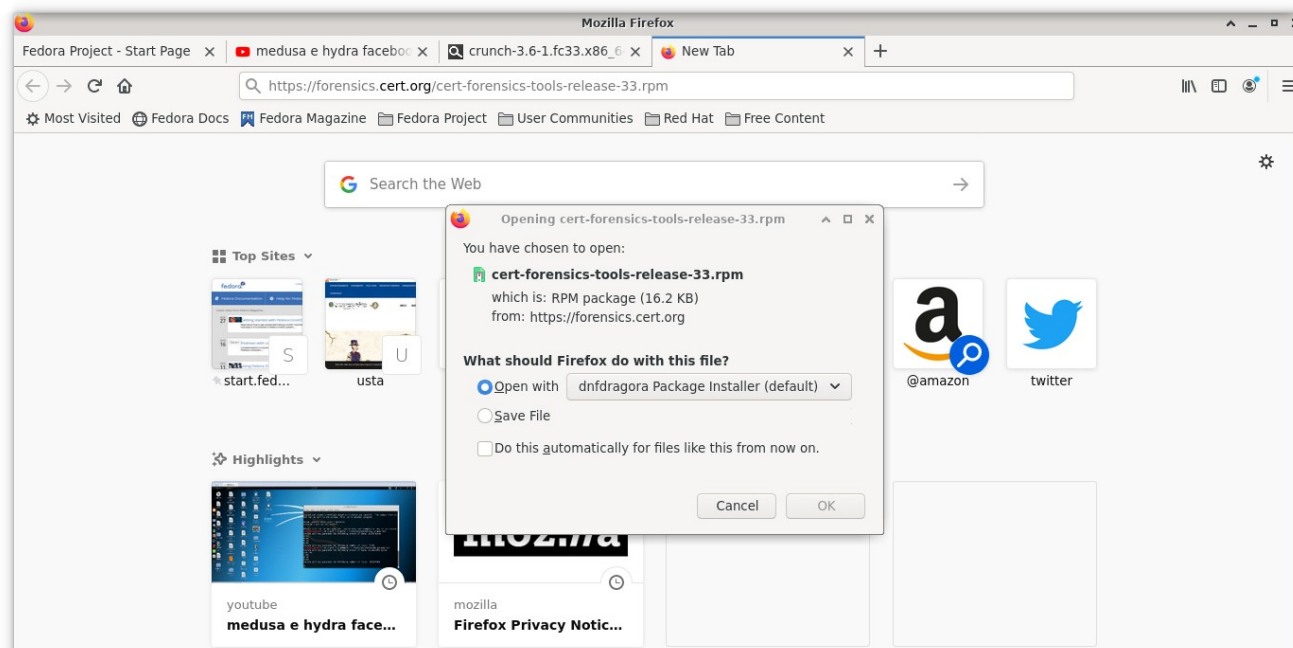 Mozilla Firefox
Fedora Project - Start Page
medusa e hydra faceboo
crunch-3.6-1.fc33.x86_6
New Tab
https://forensics.cert.org/cert-forensics-tools-release-33.rpm
Most Visited Fedora Docs Fedora Magazine Fedora Project User Communities Red Hat Free Content
Search the Web
Opening cert-forensics-tools-release-33.rpm
You have chosen to open:
cert-forensics-tools-release-33.rpm
which is: RPM package (16.2 KB)
from: https://forensics.cert.org
What should Firefox do with this file?
Open with dnfdragora Package Installer (default)
Save File
Do this automatically for files like this from now on.
Cancel OK
Top Sites
fedora
S
start.fed...
U
usta
a
@amazon
twitter
Highlights
youtube
medusa e hydra face...
moz://a
mozilla
Firefox Privacy Notic...